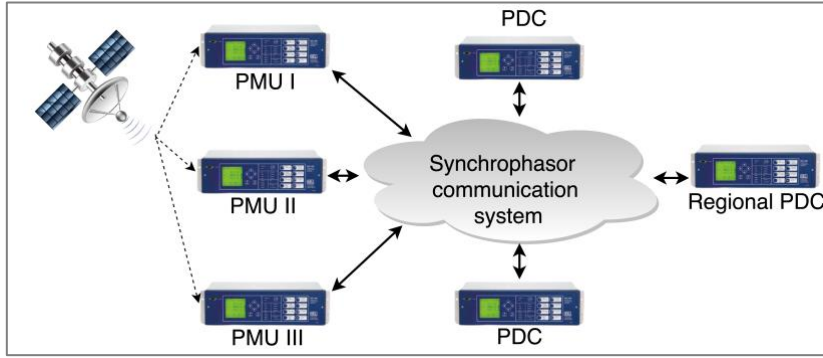 PDC
PMU I
PMU II
Synchrophasor
communication
system
Regional PDC
PMU III
PDC